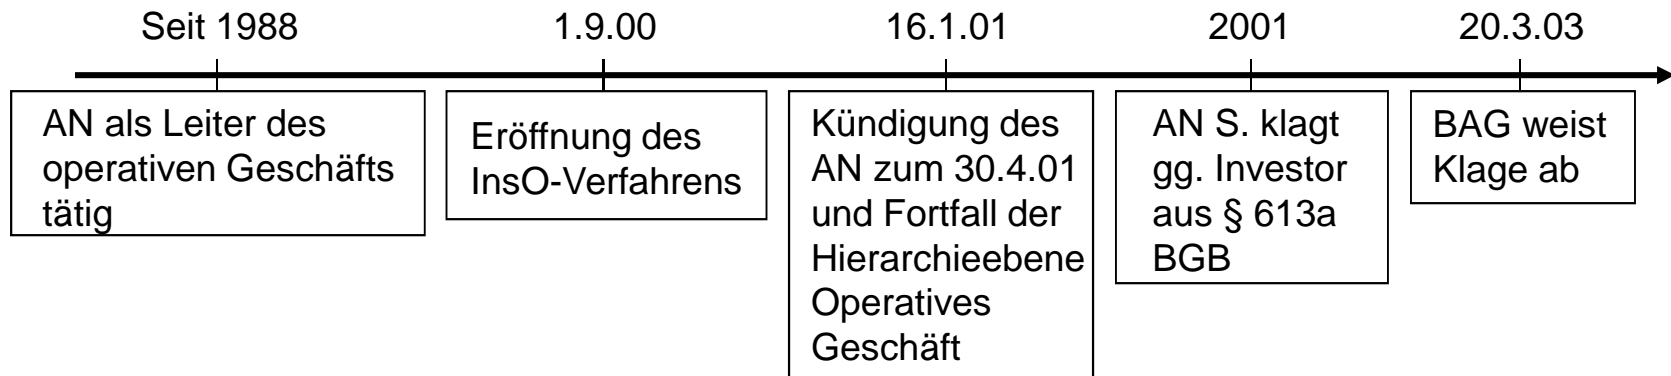 Seit 1988
1.9.00
16.1.01
2001
20.3.03
AN als Leiter des
operativen Geschäfts
tätig
Eröffnung des
InsO-Verfahrens
Kündigung des
AN zum 30.4.01
und Fortfall der
Hierarchieebene
Operatives
Geschäft
AN S. klagt
gg. Investor
aus § 613a
BGB
BAG weist
Klage ab